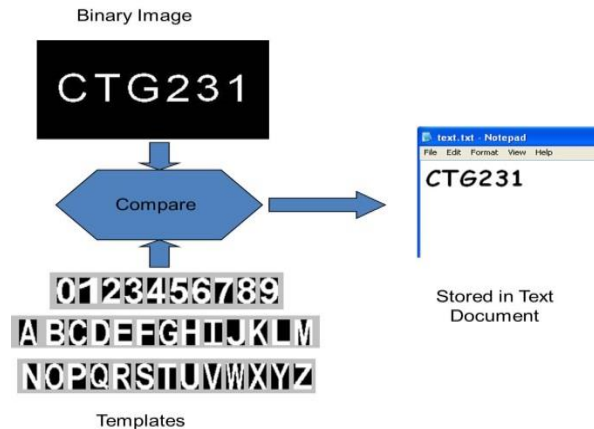 Binary Image
CTG231
Compare
text.txt - Notepad
File Edit Format View Help
CTG231
0123456789
ABCDEFGHIJKLM
NOPQRSTUVWXYZ
Stored in Text
Document
Templates